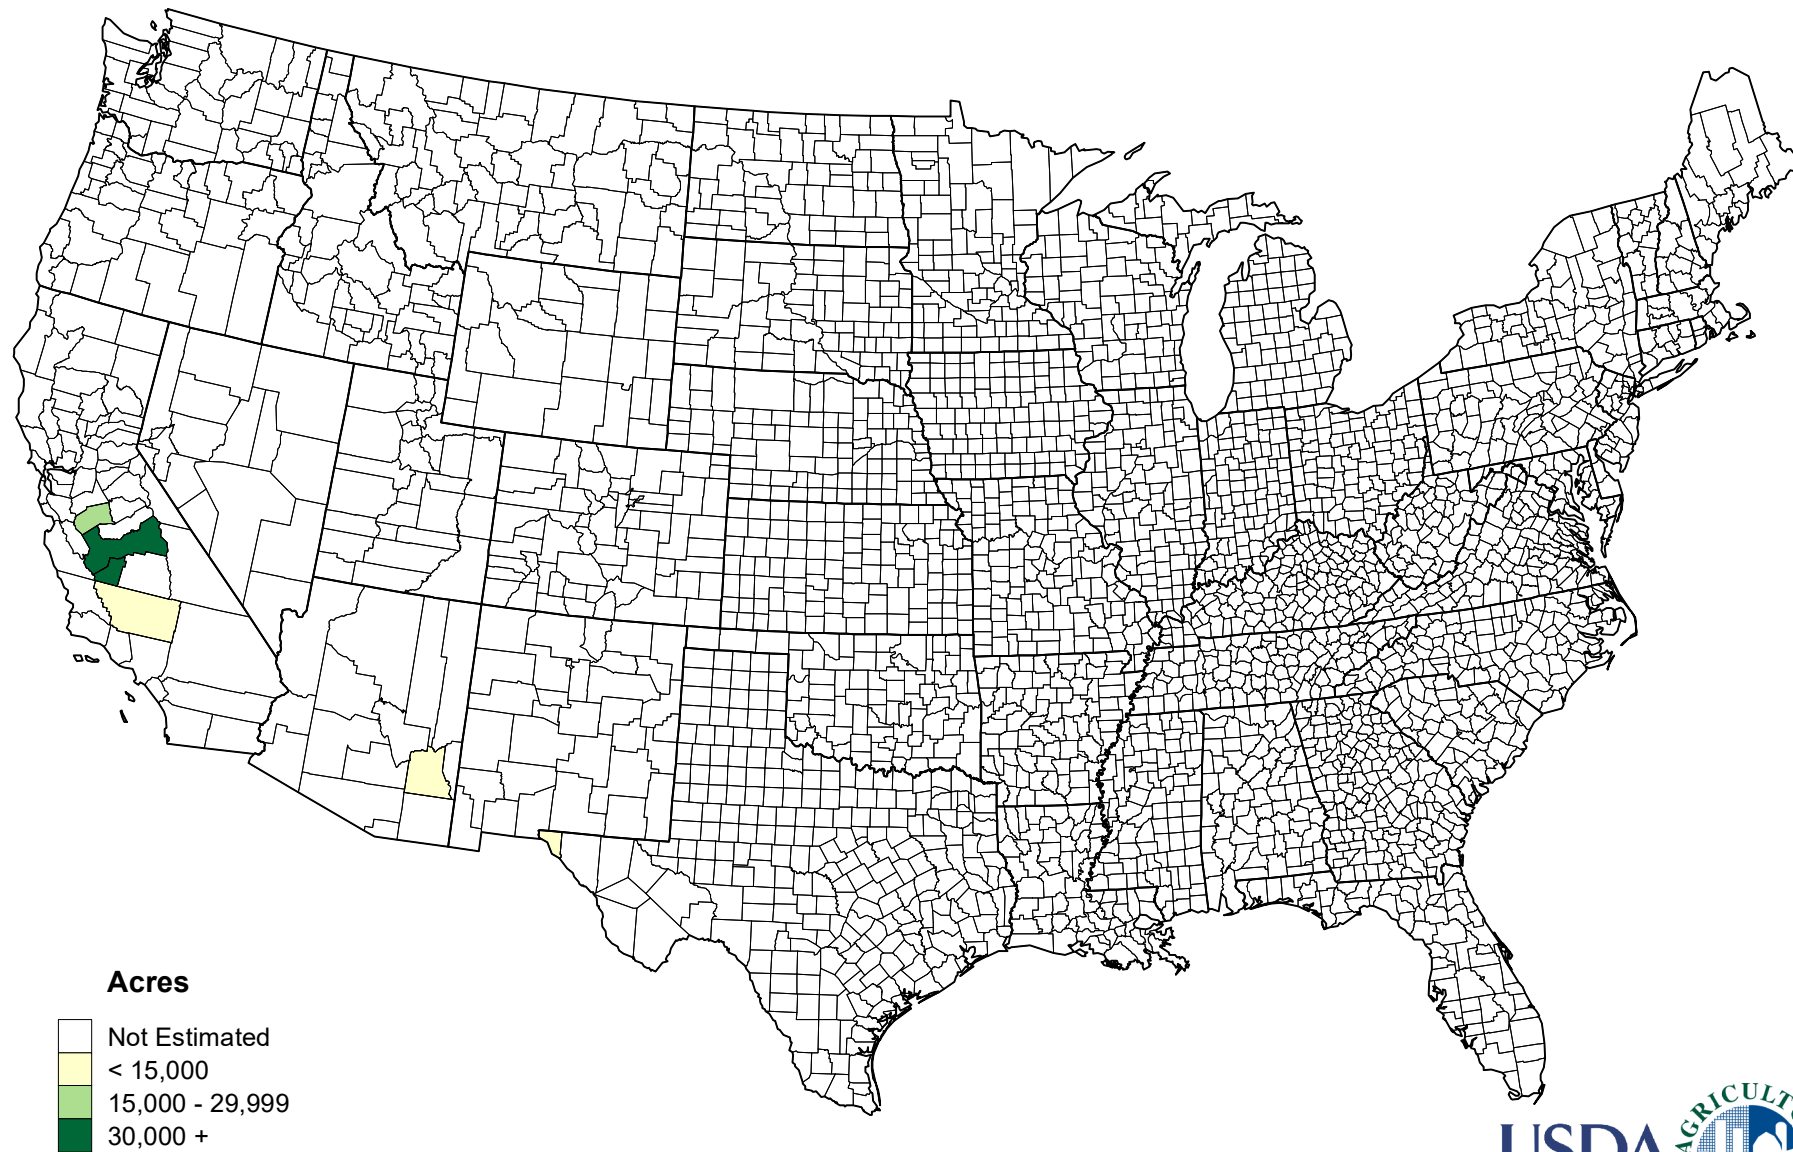 Acres
Not Estimated
< 15,000
15,000 - 29,999
30,000 +
USDA